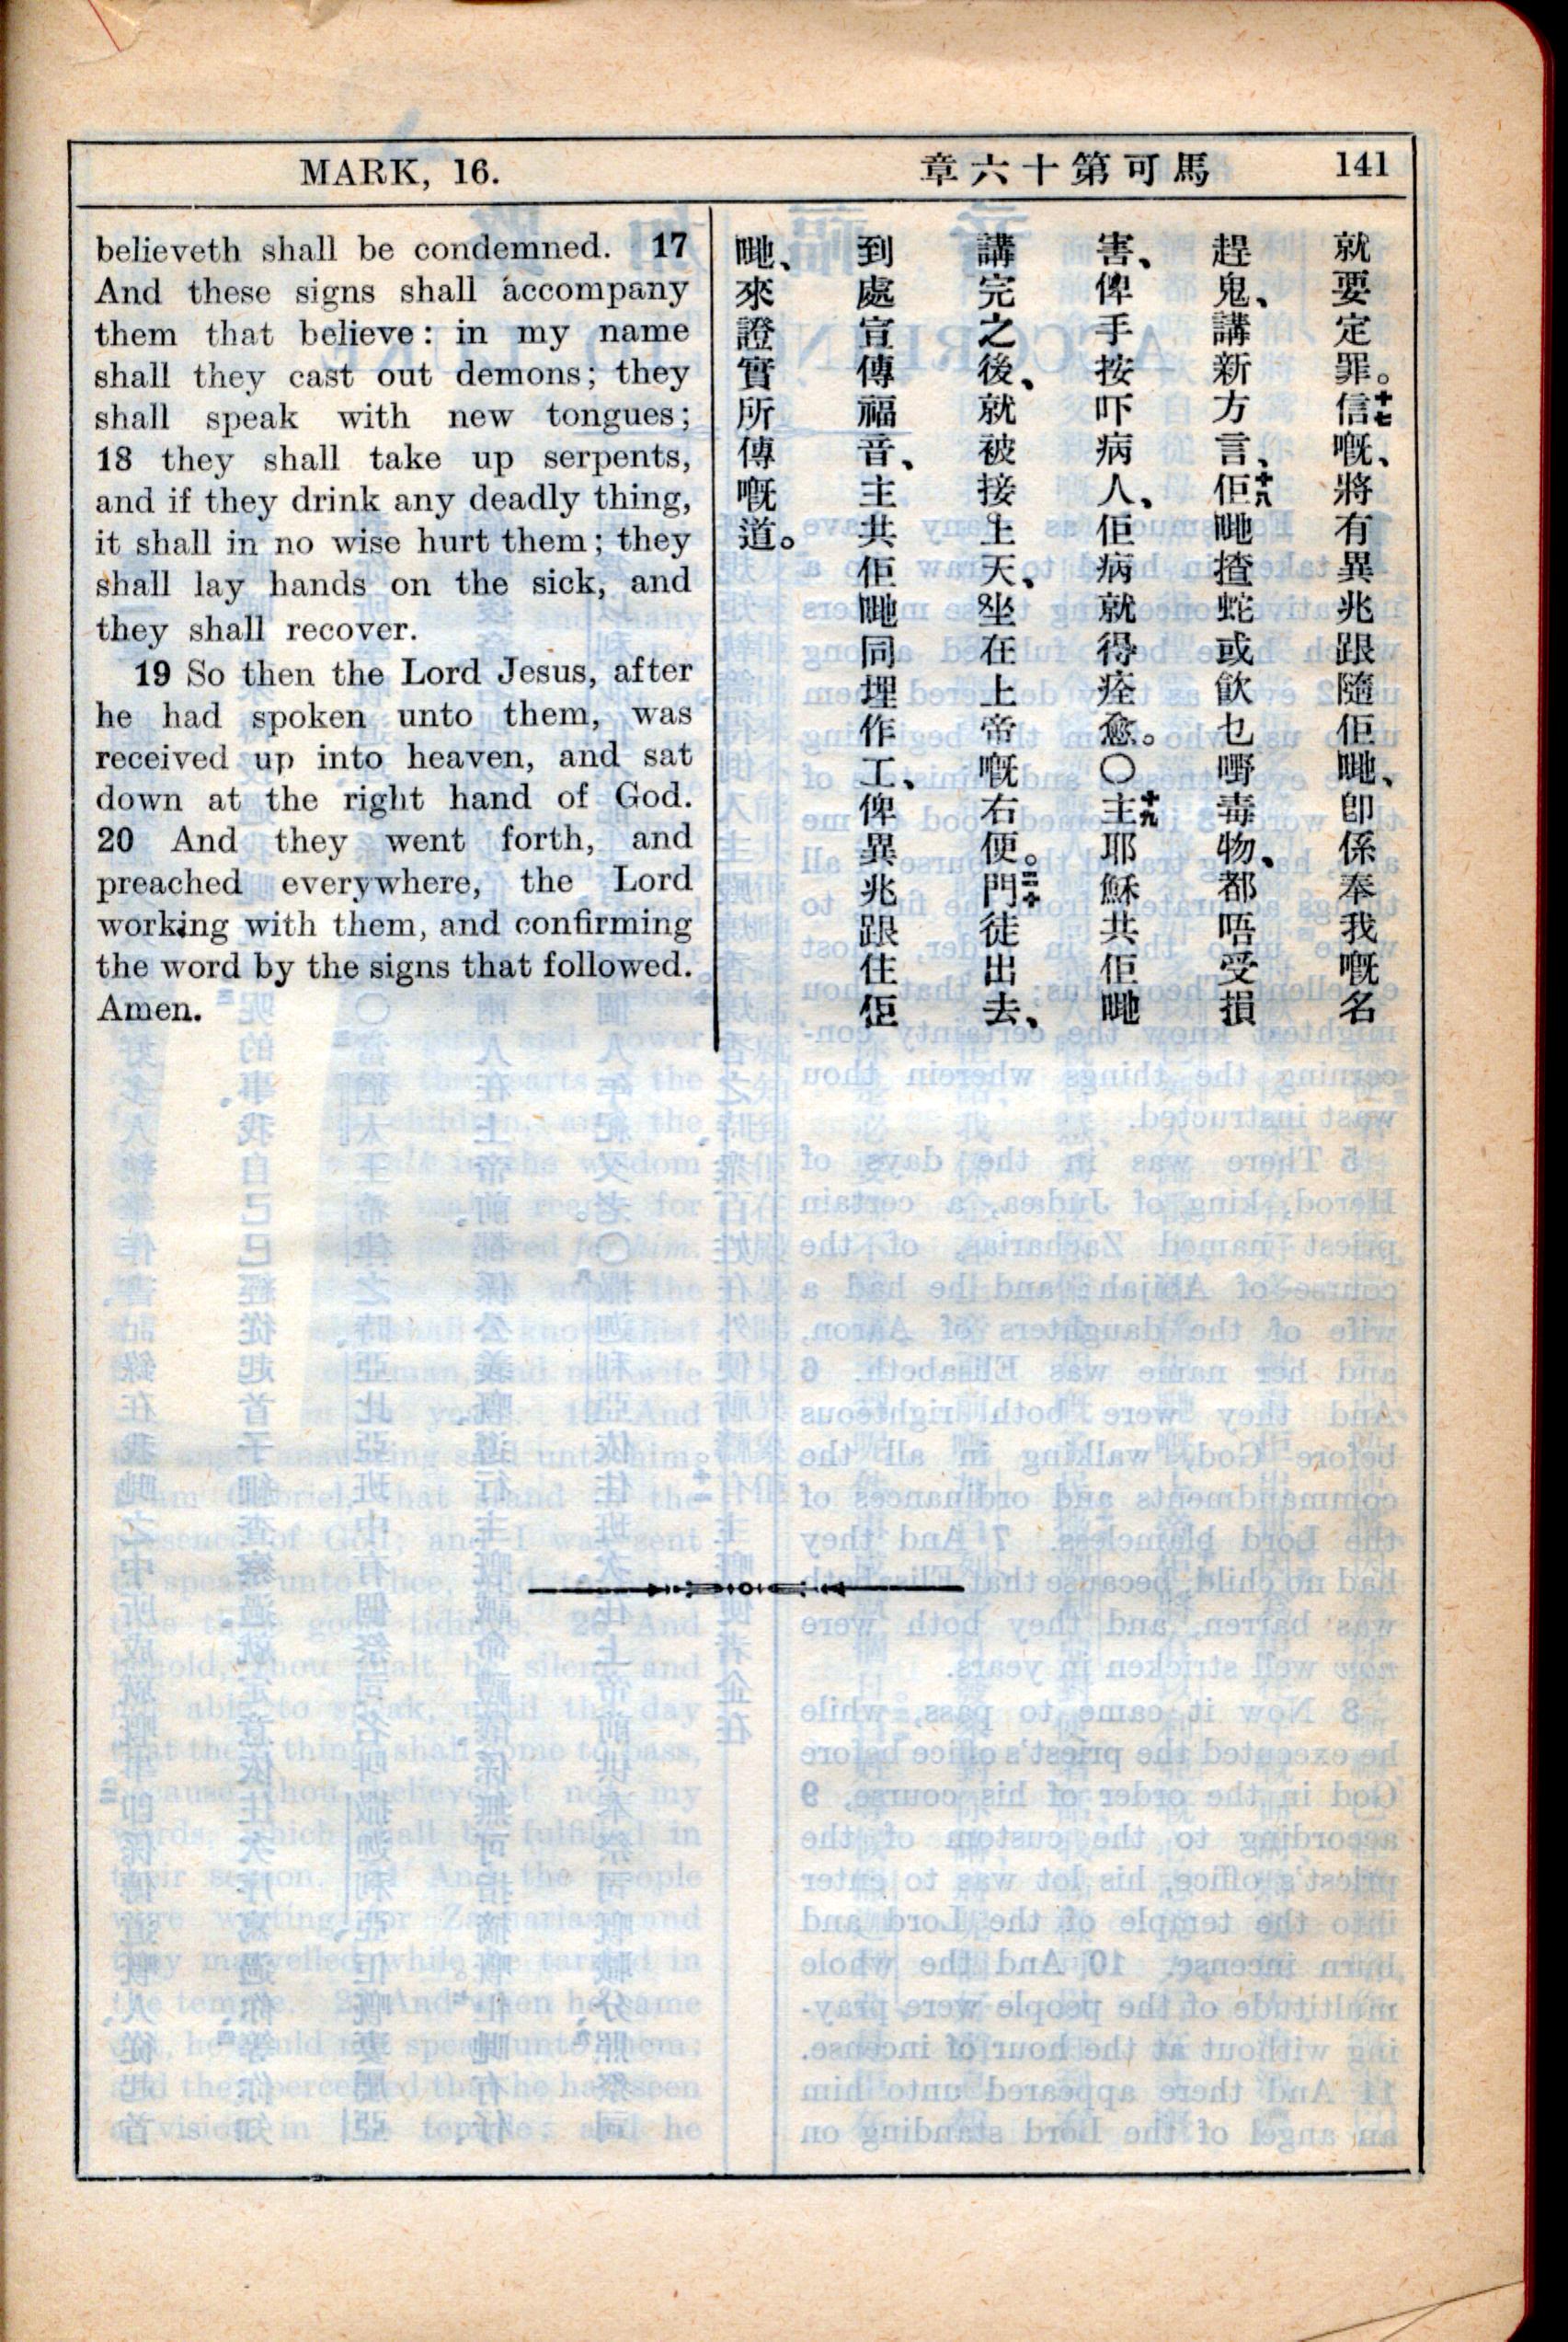 MARK, 16.
馬可第十六章
141
believeth shall be condemned. 17
And these signs shall accompany
them that believe: in my name
shall they cast out demons; they
shall speak with new tongues;
18 they shall take up serpents,
and if they drink any deadly thing,
it shall in no wise hurt them; they
shall lay hands on the sick, and
they shall recover.
19 So then the Lord Jesus, after
he had spoken unto them, was
received up into heaven, and sat
down at the right hand of God.
20 And they went forth, and
preached everywhere, the Lord
working with them, and confirming
the word by the signs that followed.
Amen.
就要定罪。十七信嘅、將有異兆跟隨佢哋、卽係奉我嘅名
趕鬼、講新方言、十八佢哋揸蛇或飮乜嘢毒物、都唔受損
害、俾手按吓病人、佢病就得痊愈。〇十九主耶穌共佢哋
講完之後、就被接上天、坐在上帝嘅右便。二十門徒出去、
到處宣傳福音、主共佢哋同埋作工、俾異兆跟住佢
哋、來證實所傳嘅道。